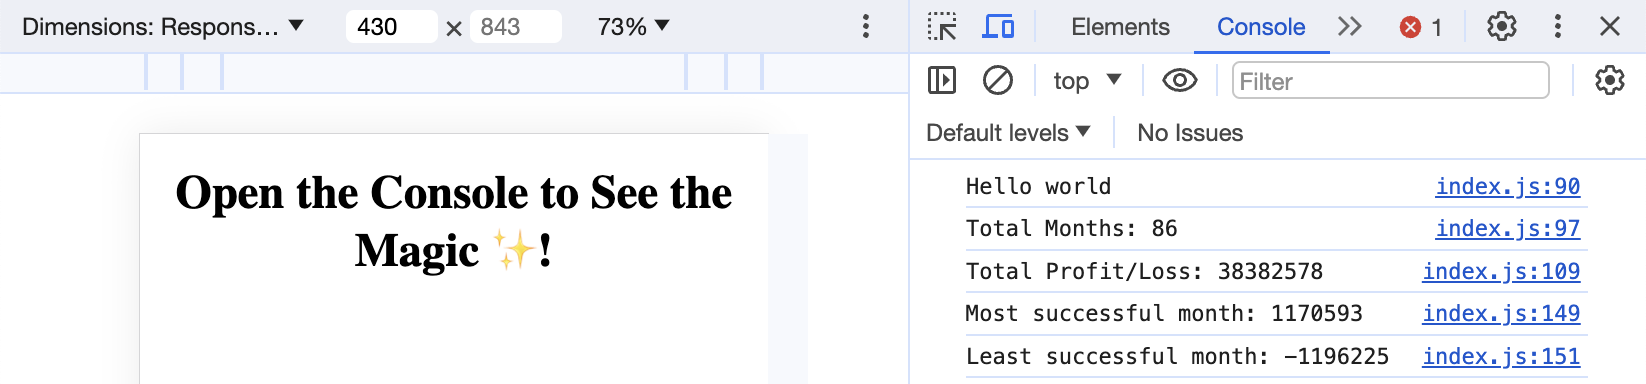 Dimensions: Respons... ▼ 430 × 843 73% ▼
Elements Console 1
top ▼ Filter
Default levels ▼ No Issues
Open the Console to See the
Magic ✨!
Hello world index.js:90
Total Months: 86 index.js:97
Total Profit/Loss: 38382578 index.js:109
Most successful month: 1170593 index.js:149
Least successful month: -1196225 index.js:151